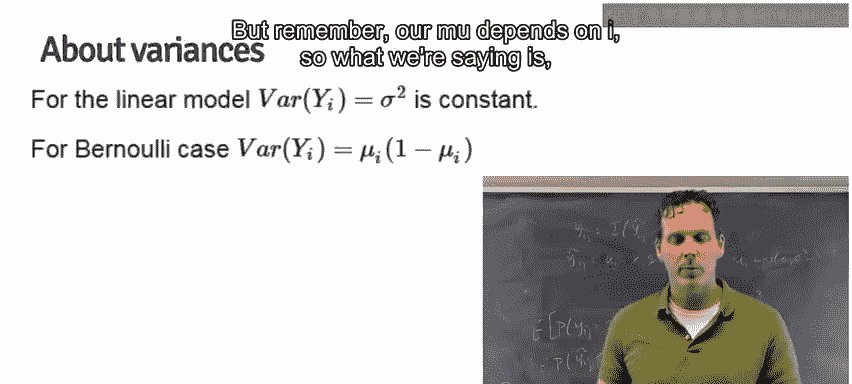 But remember, our mu depends on i,
so what we're saying is,
About variances
For the linear model Var(Y_i) = σ² is constant.
For Bernoulli case Var(Y_i) = μ_i(1 − μ_i)